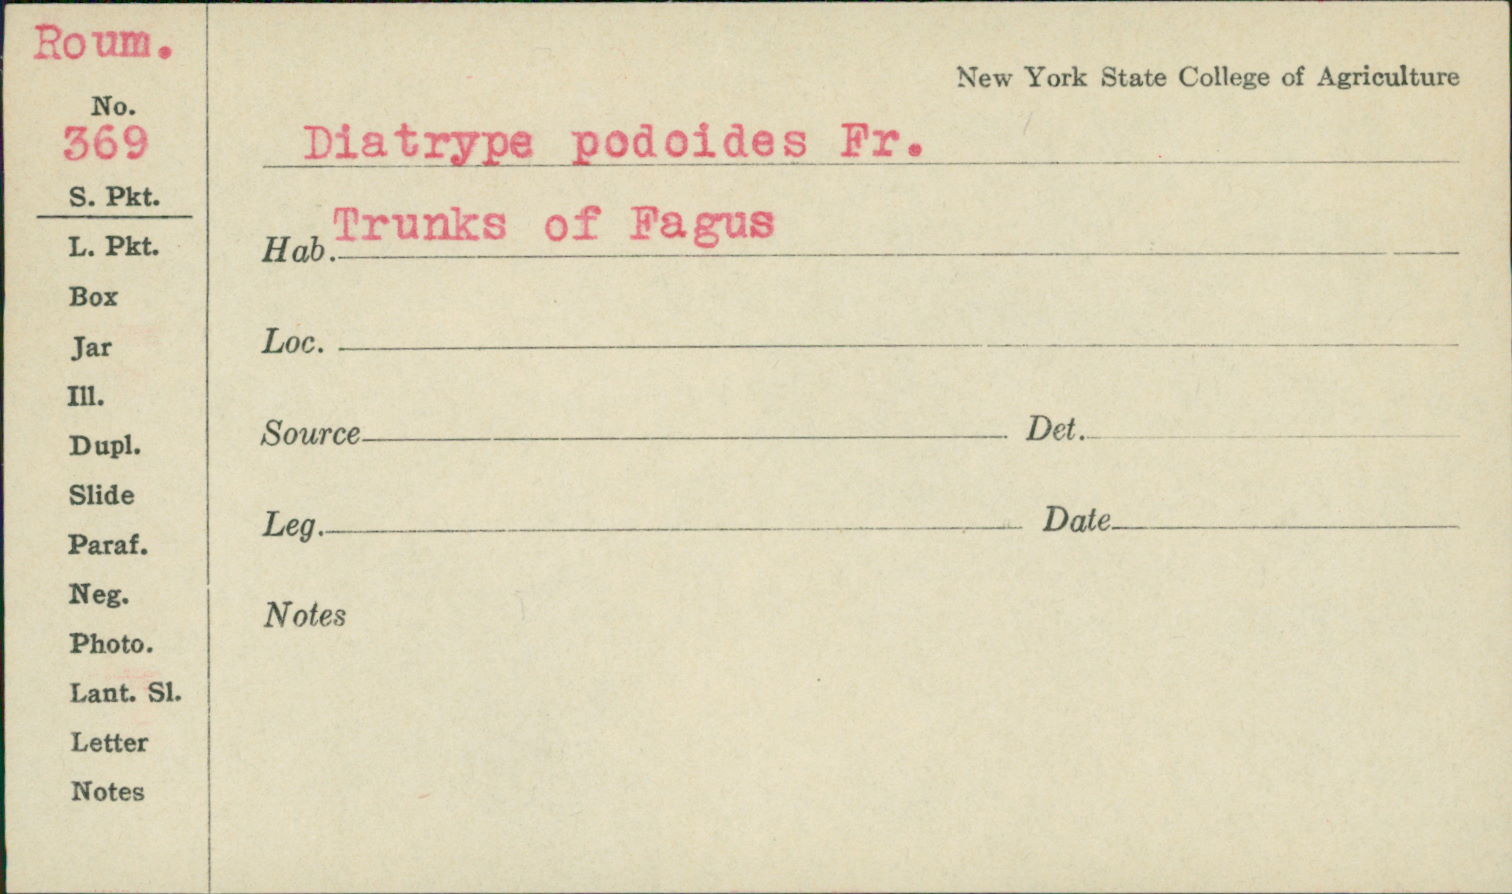 Roum.
New York State College of Agriculture
No.
369
Diatrype podoides Fr.
S. Pkt.
Trunks of Fagus
Hab.
L. Pkt.
Box
Jar
Loc.
Ill.
Dupl.
Source
Det.
Slide
Leg.
Date
Paraf.
Neg.
Notes
Photo.
Lant. Sl.
Letter
Notes